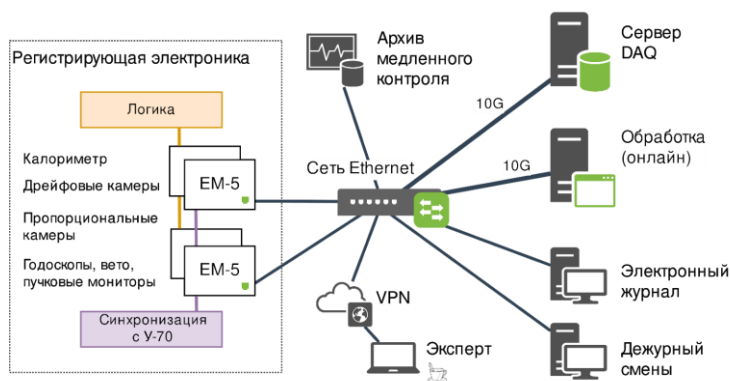 Регистрирующая электроника
Логика
Калориметр
Дрейфовые камеры
Пропорциональные
камеры
Годоскопы, вето,
пучковые мониторы
EM-5
EM-5
Синхронизация
с У-70
Архив
медленного
контроля
Сеть Ethernet
10G
10G
Сервер
DAQ
Обработка
(онлайн)
Электронный
журнал
Дежурный
смены
VPN
Эксперт